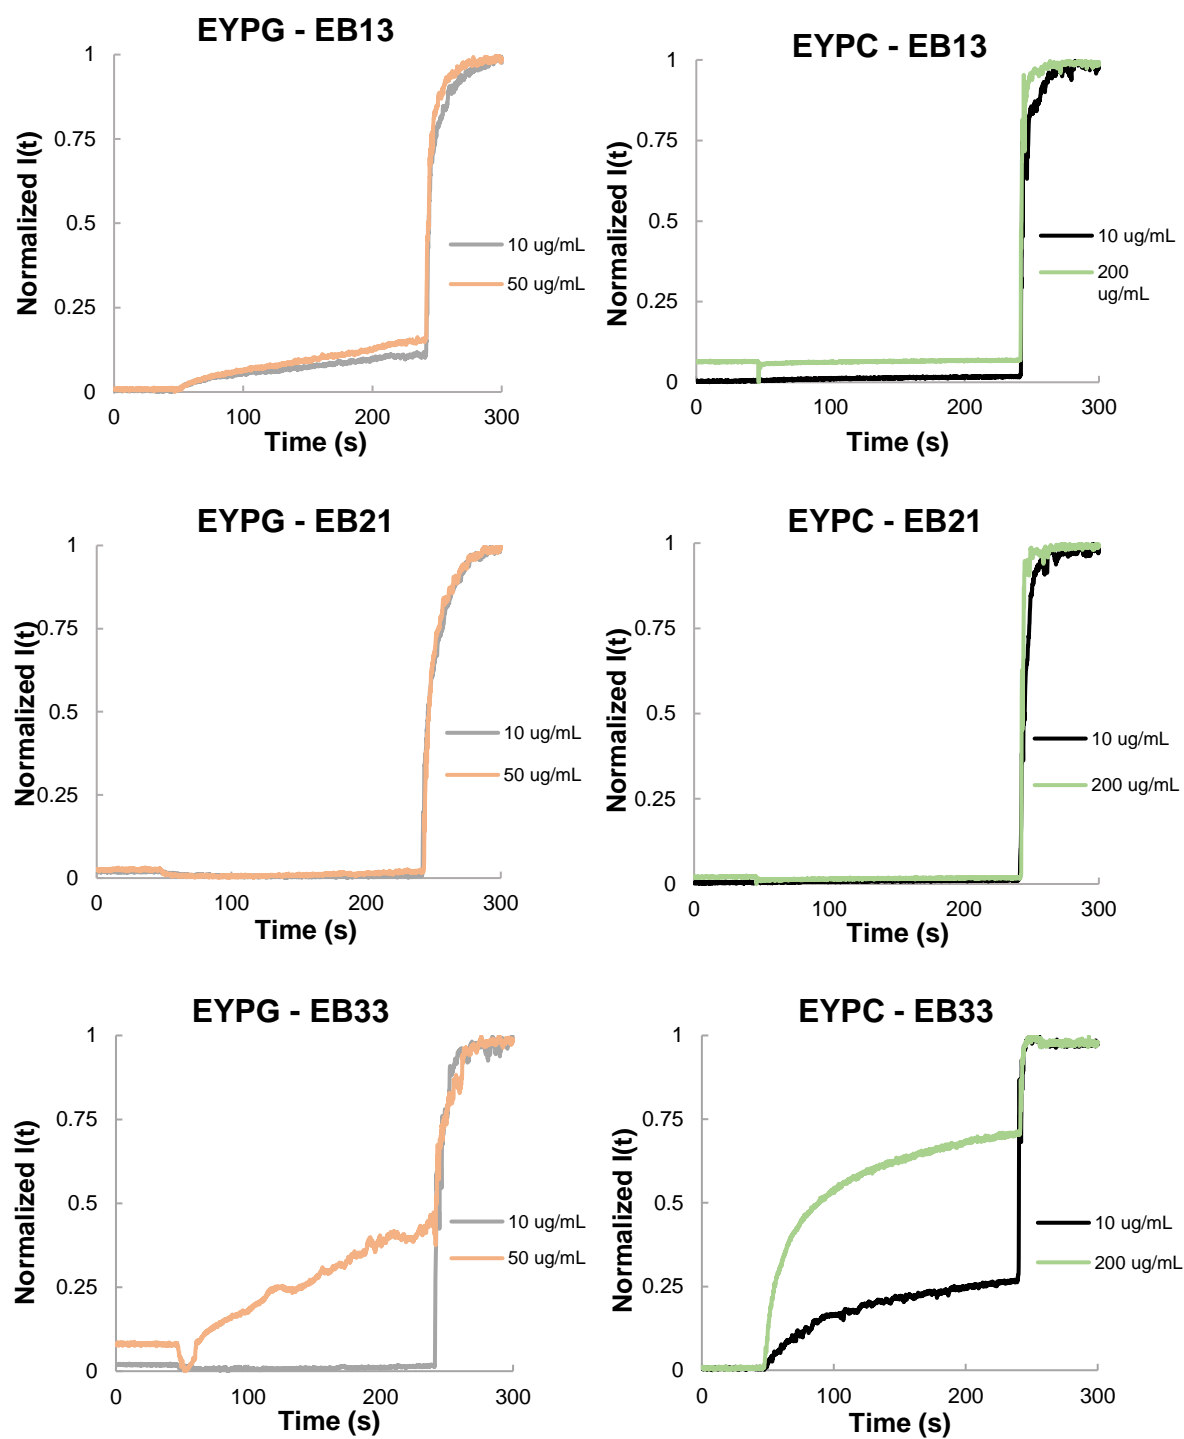 EYPG - EB13
Normalized I(t)
1
0.75
0.5
0.25
0
0
100
200
300
Time (s)
10 ug/mL
50 ug/mL
EYPC - EB13
Normalized I(t)
1
0.75
0.5
0.25
0
0
100
200
300
Time (s)
10 ug/mL
200
ug/mL
EYPG - EB21
Normalized I(t)
1
0.75
0.5
0.25
0
0
100
200
300
Time (s)
10 ug/mL
50 ug/mL
EYPC - EB21
Normalized I(t)
1
0.75
0.5
0.25
0
0
100
200
300
Time (s)
10 ug/mL
200 ug/mL
EYPG - EB33
Normalized I(t)
1
0.75
0.5
0.25
0
0
100
200
300
Time (s)
10 ug/mL
50 ug/mL
EYPC - EB33
Normalized I(t)
1
0.75
0.5
0.25
0
0
100
200
300
Time (s)
10 ug/mL
200 ug/mL